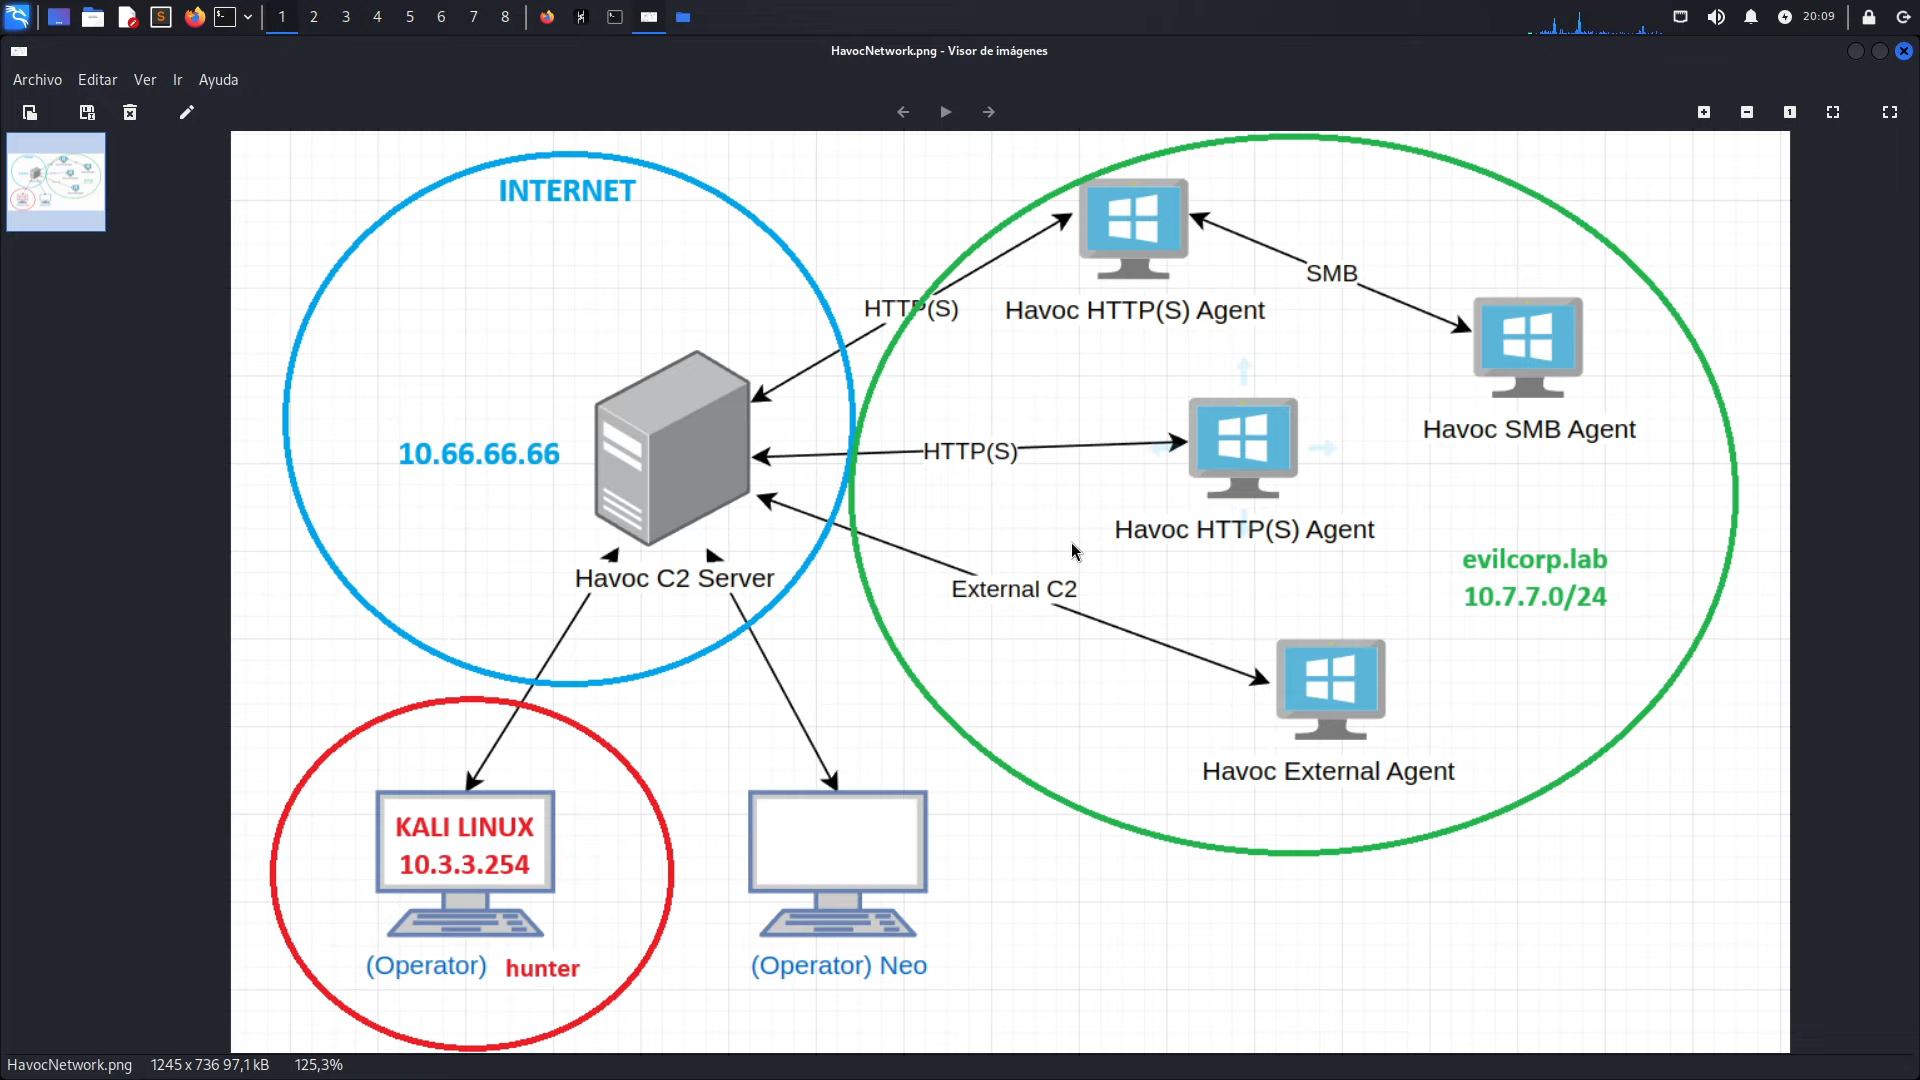 1 2 3 4 5 6 7 8
20:09
HavocNetwork.png - Visor de imágenes
Archivo Editar Ver Ir Ayuda
INTERNET
HTTP(S)
Havoc HTTP(S) Agent
SMB
Havoc SMB Agent
10.66.66.66
HTTP(S)
Havoc HTTP(S) Agent
Havoc C2 Server
External C2
evilcorp.lab
10.7.7.0/24
Havoc External Agent
KALI LINUX
10.3.3.254
(Operator) hunter
(Operator) Neo
HavocNetwork.png 1245 x 736 97,1 kB 125,3%